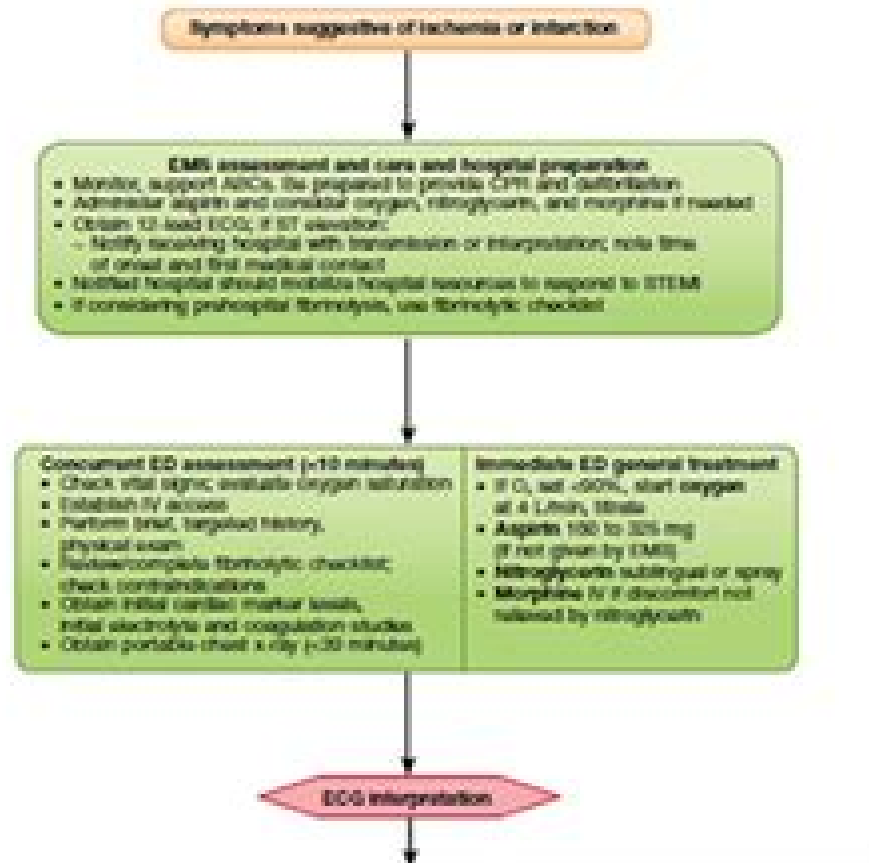 Symptoms suggestive of ischemia or infarction
EMS assessment and care and hospital preparation
• Monitor, support ABCs. Be prepared to provide CPR and defibrillation
• Administer aspirin and consider oxygen, nitroglycerin, and morphine if needed
• Obtain 12-lead ECG; if ST elevation:
– Notify receiving hospital with transmission or interpretation; note time
of onset and first medical contact
• Notified hospital should mobilize hospital resources to respond to STEMI
• If considering prehospital fibrinolysis, use fibrinolytic checklist
Concurrent ED assessment (<10 minutes)
• Check vital signs; evaluate oxygen saturation
• Establish IV access
• Perform brief, targeted history,
physical exam
• Review/complete fibrinolytic checklist;
check contraindications
• Obtain initial cardiac marker levels,
initial electrolyte and coagulation studies
• Obtain portable chest x-ray (<30 minutes)
Immediate ED general treatment
• If O₂ sat <90%, start oxygen
at 4 L/min, titrate
• Aspirin 160 to 325 mg
(if not given by EMS)
• Nitroglycerin sublingual or spray
• Morphine IV if discomfort not
relieved by nitroglycerin
ECG interpretation